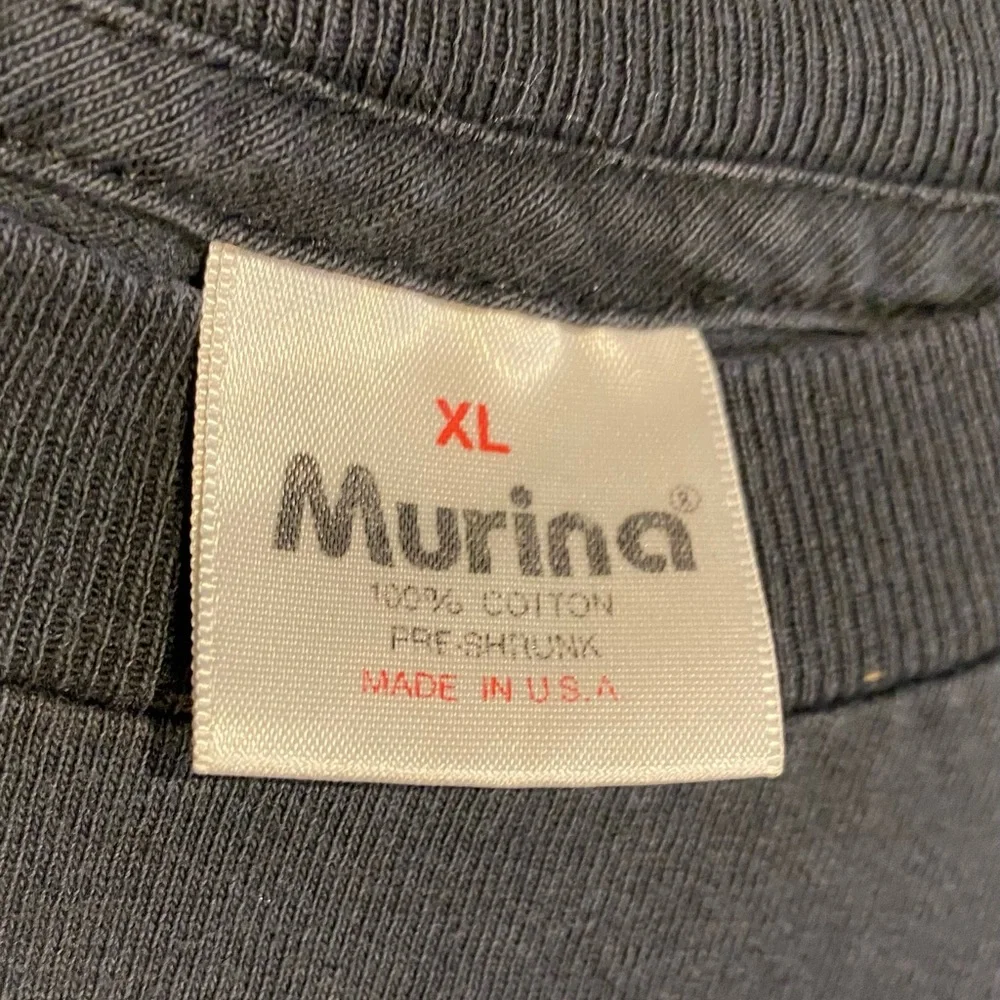 XL
Murina®
100% COTTON
PRE-SHRUNK
MADE IN U.S.A